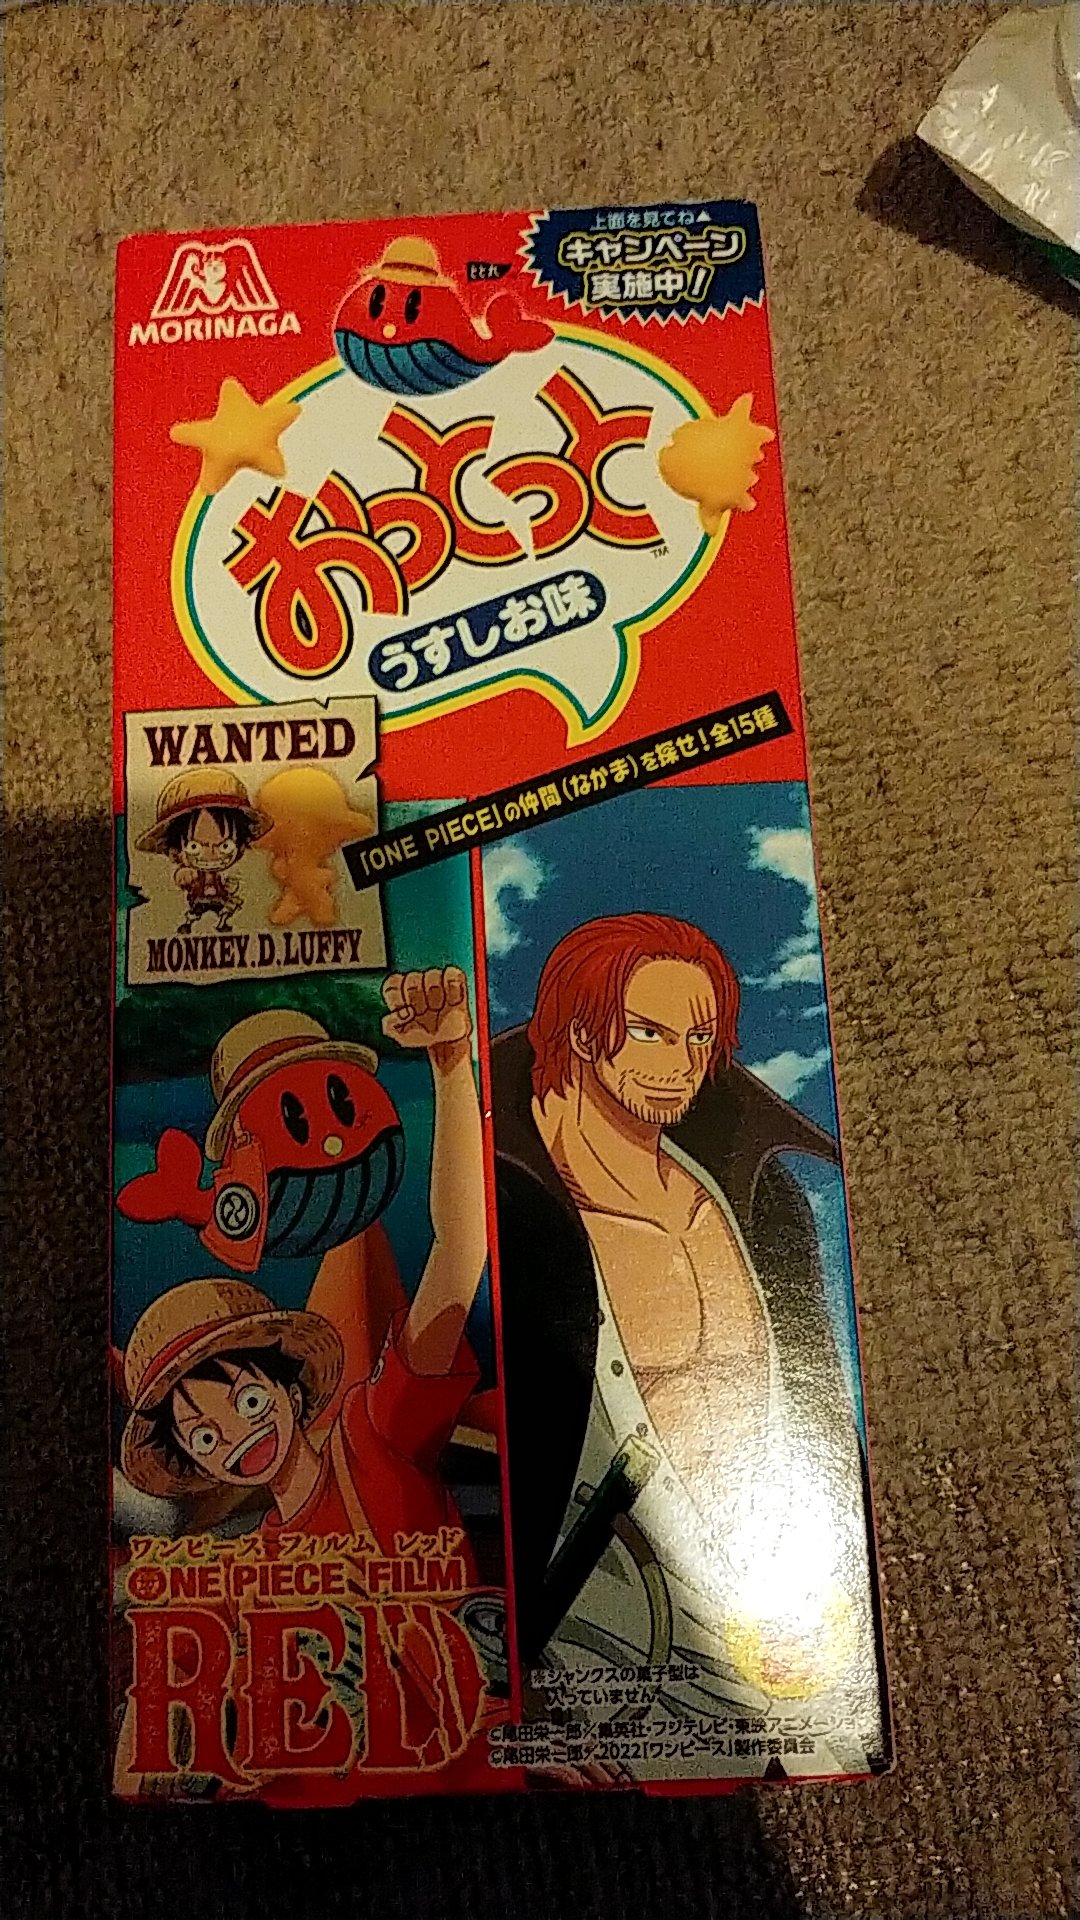 上面を見てね▲
キャンペーン
実施中!
MORINAGA
とどれ
おっとっと
TM
うすしお味
WANTED
MONKEY.D.LUFFY
「ONE PIECE」の仲間(なかま)を探せ!全15種
ワンピース フィルム レッド
ONE PIECE FILM
RED
※シャンクスの菓子型は
入っていません。
©尾田栄一郎/集英社・フジテレビ・東映アニメーション
©尾田栄一郎/2022「ワンピース」製作委員会